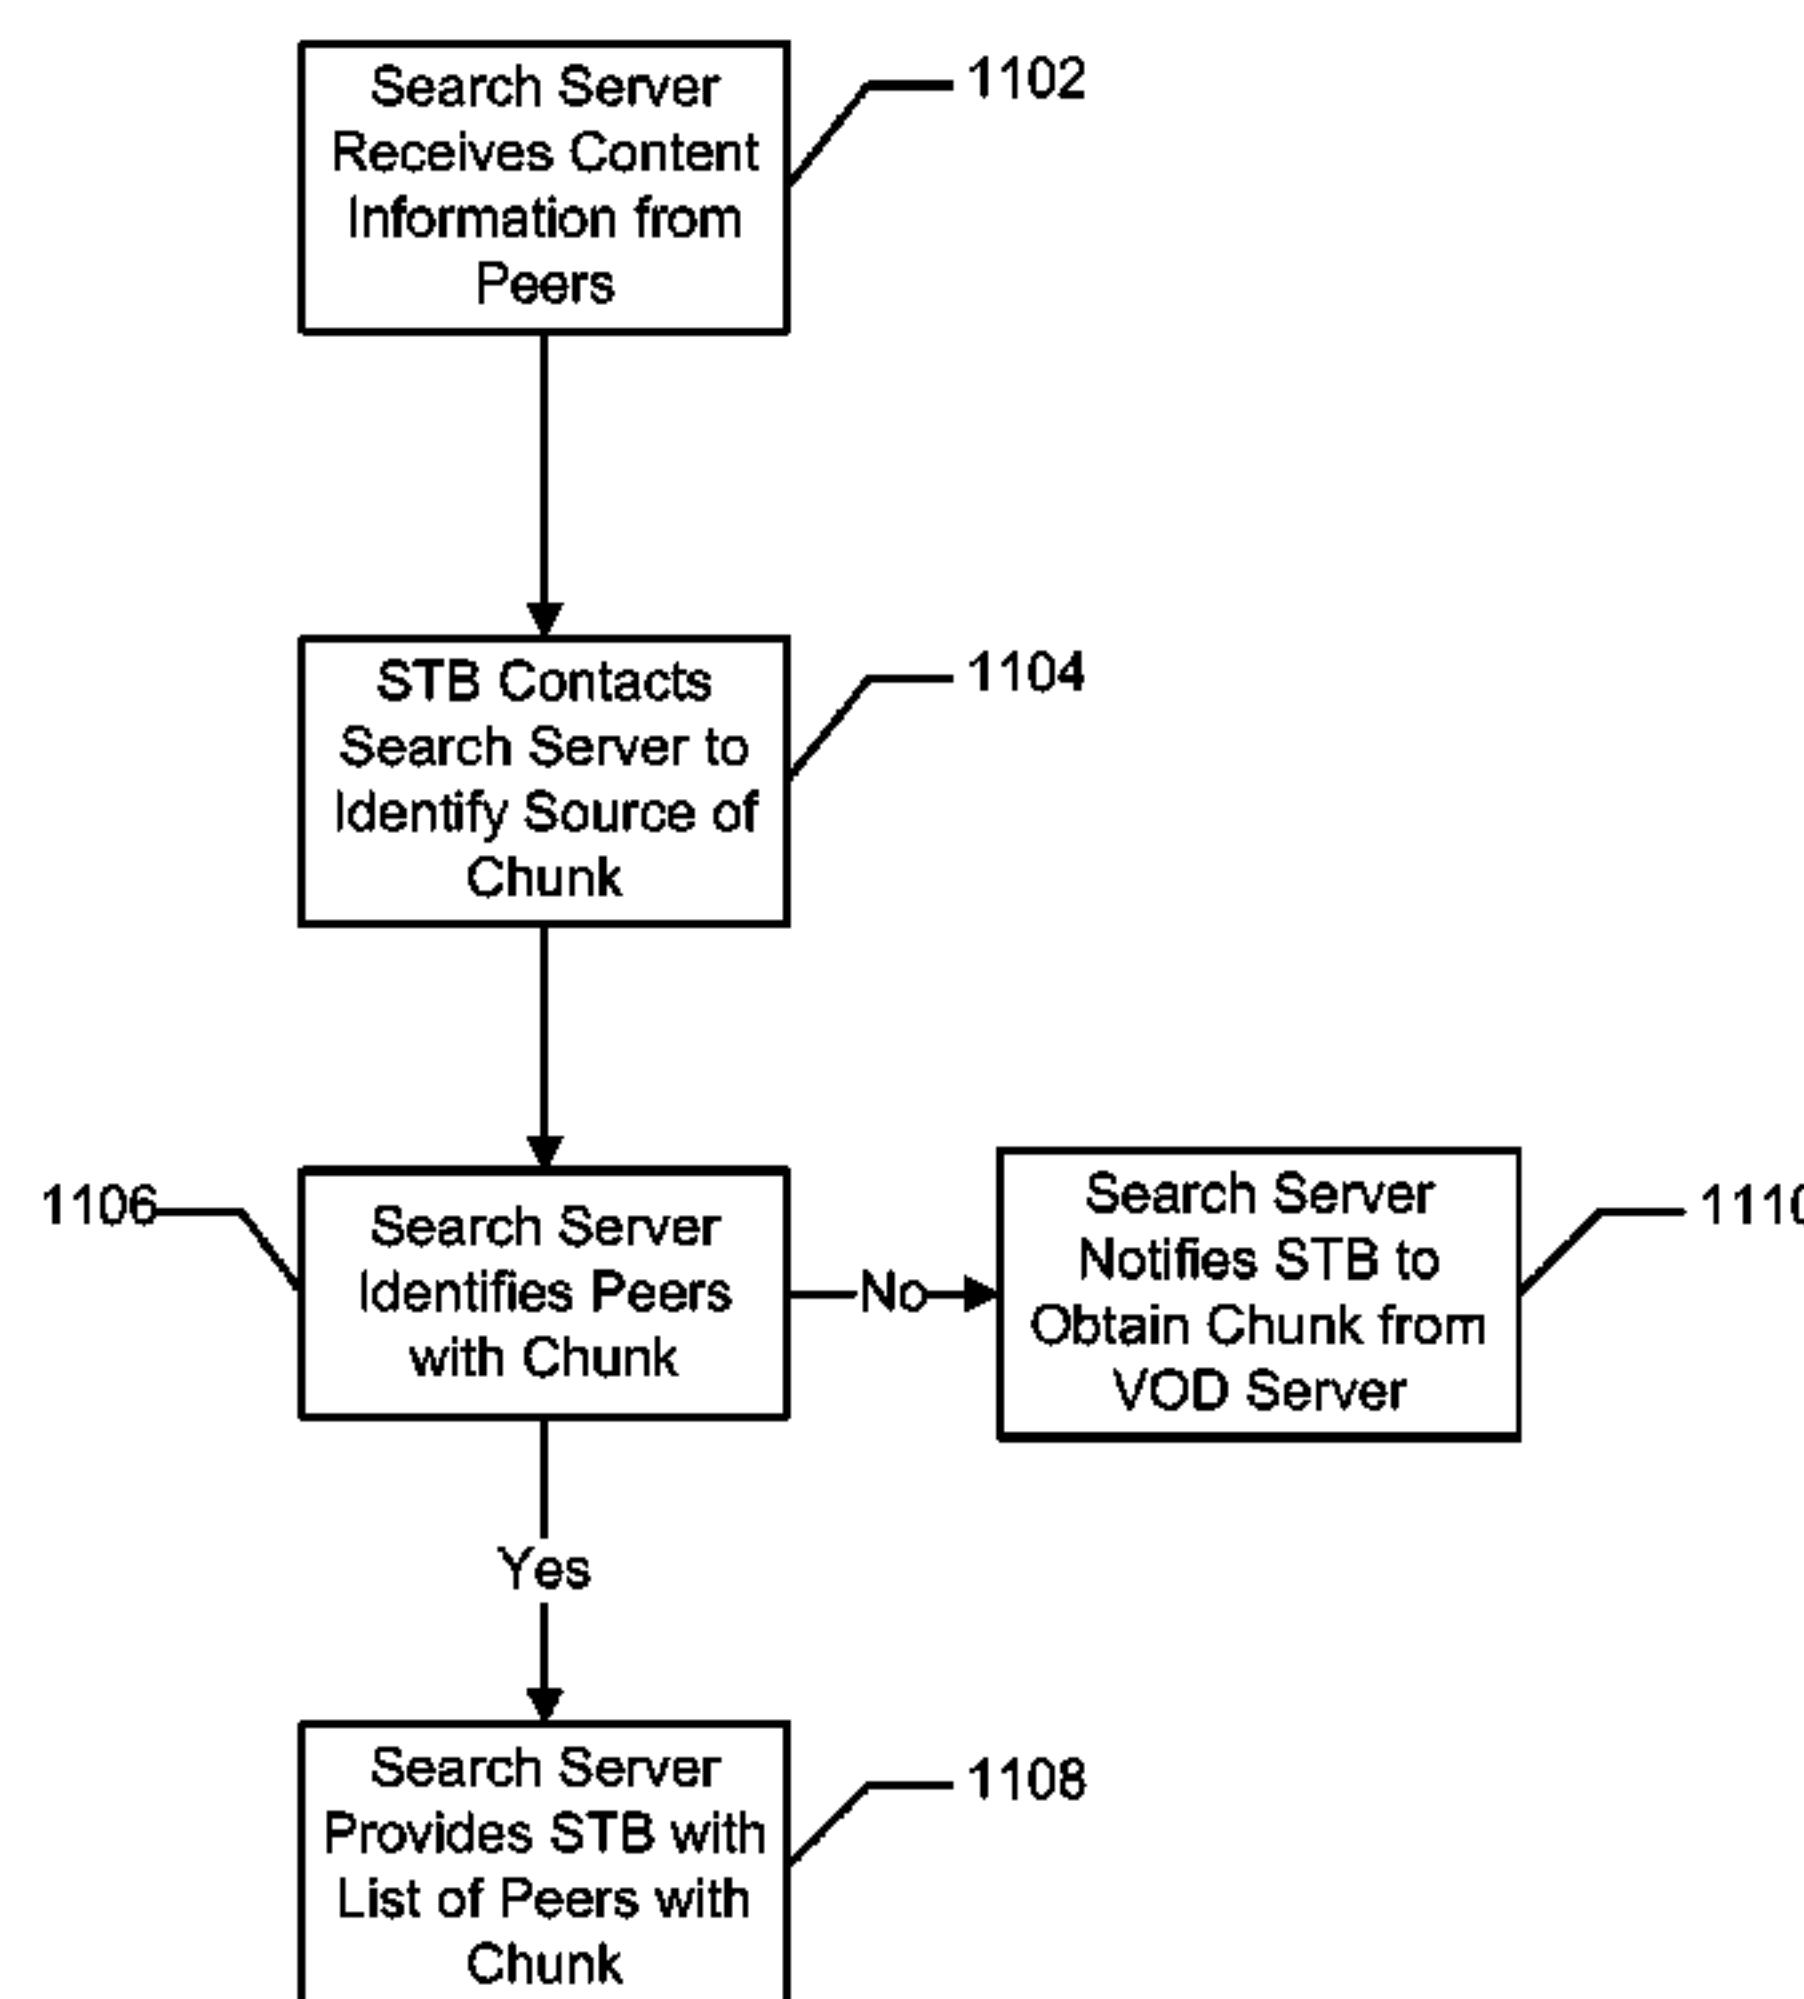 Search Server
Receives Content
Information from
Peers
1102
STB Contacts
Search Server to
Identify Source of
Chunk
1104
1106
Search Server
Identifies Peers
with Chunk
No
Search Server
Notifies STB to
Obtain Chunk from
VOD Server
1110
Yes
Search Server
Provides STB with
List of Peers with
Chunk
1108